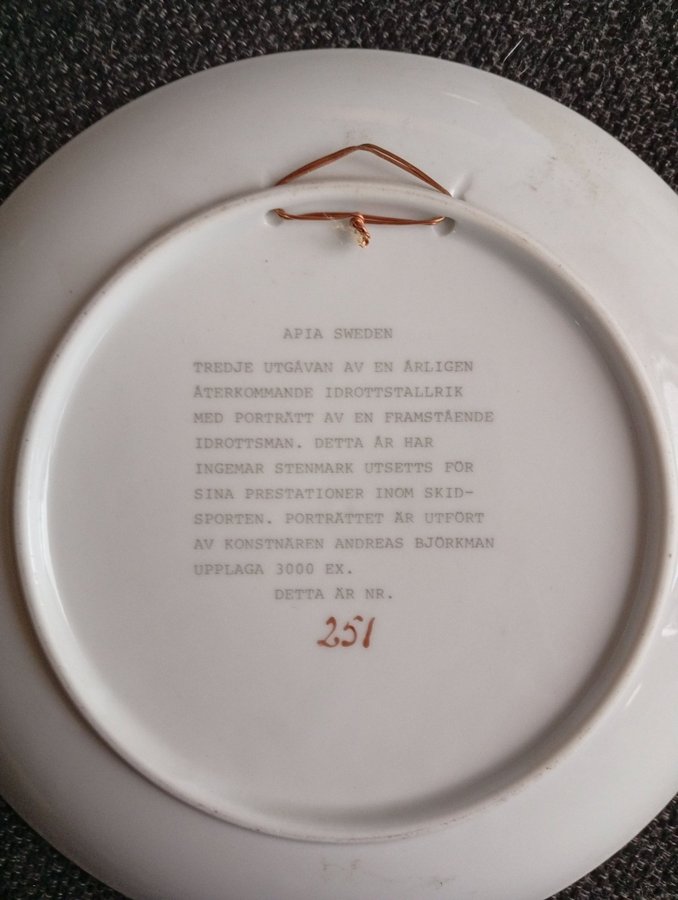 APIA SWEDEN
TREDJE UTGÅVAN AV EN ÅRLIGEN
ÅTERKOMMANDE IDROTTSTALLRIK
MED PORTRÄTT AV EN FRAMSTÅENDE
IDROTTSMAN. DETTA ÅR HAR
INGEMAR STENMARK UTSETTS FÖR
SINA PRESTATIONER INOM SKID-
SPORTEN. PORTRÄTTET ÄR UTFÖRT
AV KONSTNÄREN ANDREAS BJÖRKMAN
UPPLAGA 3000 EX.
DETTA ÄR NR.
251